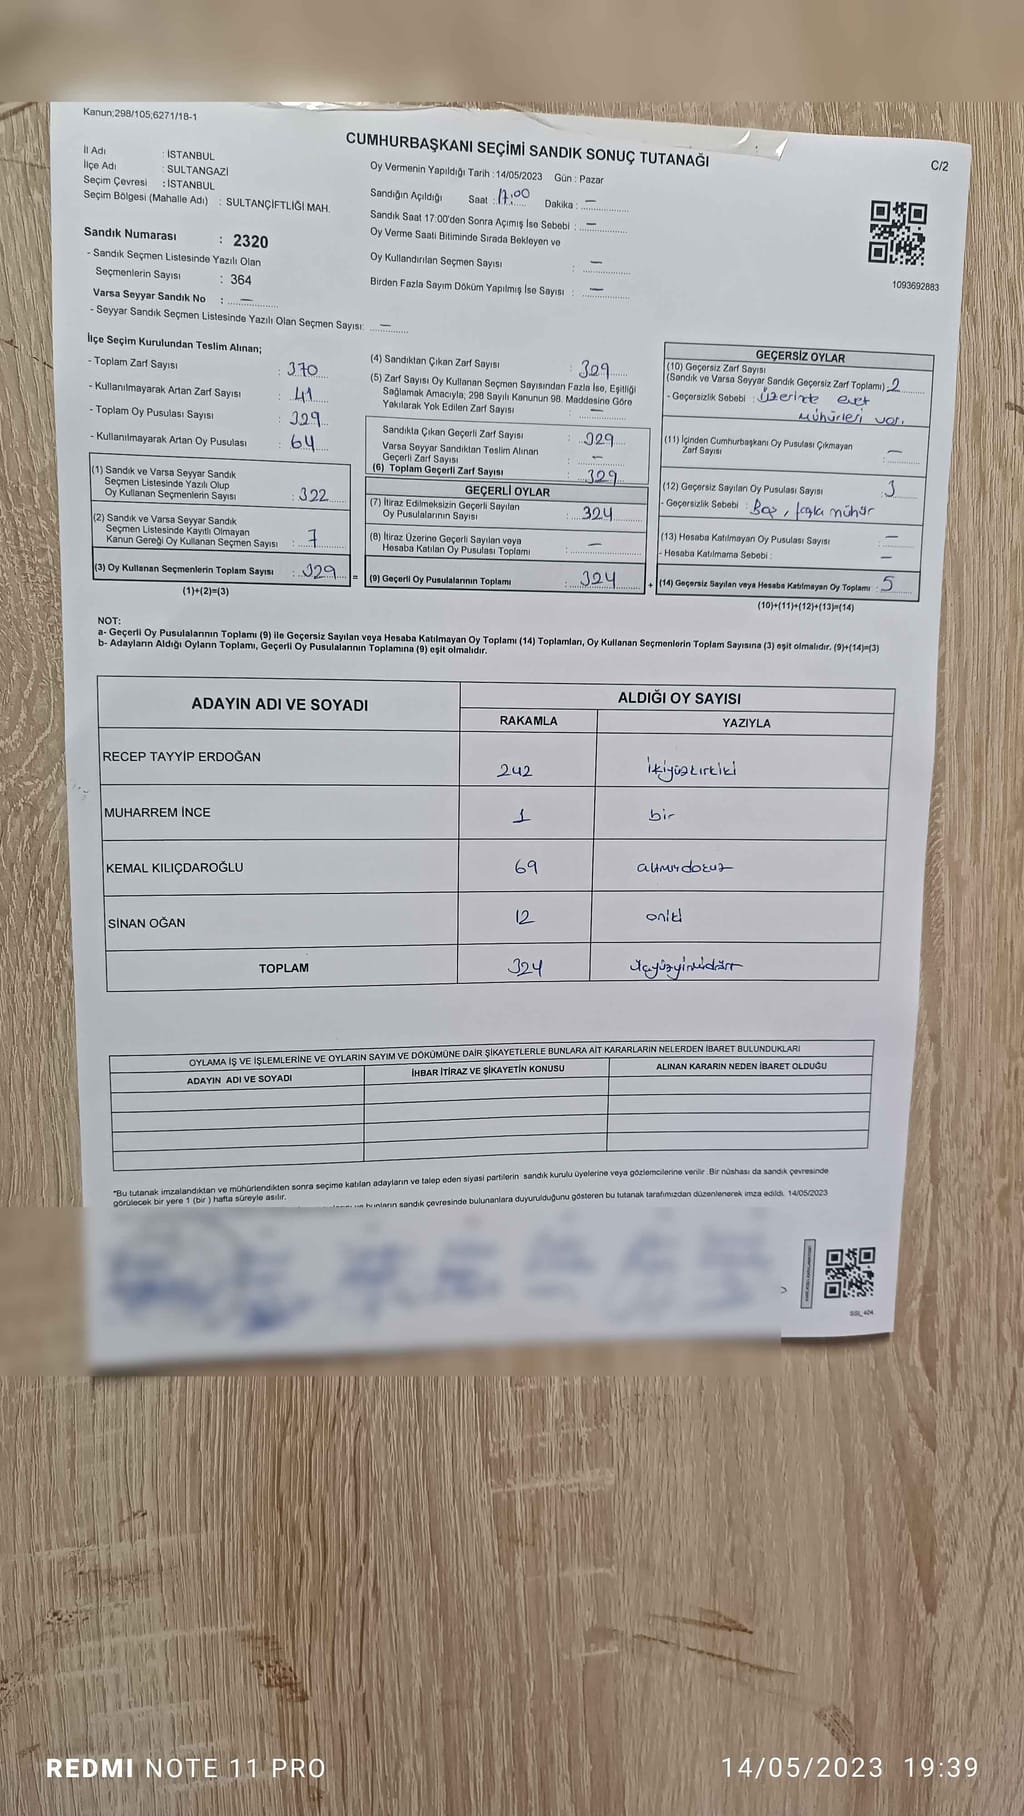 Kanun;298/105;6271/18-1
CUMHURBAŞKANI SEÇİMİ SANDIK SONUÇ TUTANAĞI
C/2
İl Adı : İSTANBUL
İlçe Adı : SULTANGAZİ
Seçim Çevresi : İSTANBUL
Seçim Bölgesi (Mahalle Adı) : SULTANÇİFTLİĞİ MAH.
Oy Vermenin Yapıldığı Tarih : 14/05/2023 Gün : Pazar
Sandığın Açıldığı Saat : 17:00 Dakika : —
Sandık Saat 17:00'den Sonra Açımış İse Sebebi : —
Oy Verme Saati Bitiminde Sırada Bekleyen ve
Oy Kullandırılan Seçmen Sayısı : —
Birden Fazla Sayım Döküm Yapılmış İse Sayısı : —
1093692883
Sandık Numarası : 2320
- Sandık Seçmen Listesinde Yazılı Olan
Seçmenlerin Sayısı : 364
Varsa Seyyar Sandık No : —
- Seyyar Sandık Seçmen Listesinde Yazılı Olan Seçmen Sayısı: —
İlçe Seçim Kurulundan Teslim Alınan;
- Toplam Zarf Sayısı : 370
- Kullanılmayarak Artan Zarf Sayısı : 41
- Toplam Oy Pusulası Sayısı : 329
- Kullanılmayarak Artan Oy Pusulası : 64
(1) Sandık ve Varsa Seyyar Sandık
Seçmen Listesinde Yazılı Olup
Oy Kullanan Seçmenlerin Sayısı : 322
(2) Sandık ve Varsa Seyyar Sandık
Seçmen Listesinde Kayıtlı Olmayan
Kanun Gereği Oy Kullanan Seçmen Sayısı : 7
(3) Oy Kullanan Seçmenlerin Toplam Sayısı : 329
(1)+(2)=(3)
(4) Sandıktan Çıkan Zarf Sayısı : 329
(5) Zarf Sayısı Oy Kullanan Seçmen Sayısından Fazla İse, Eşitliği
Sağlamak Amacıyla; 298 Sayılı Kanunun 98. Maddesine Göre
Yakılarak Yok Edilen Zarf Sayısı : —
Sandıkta Çıkan Geçerli Zarf Sayısı : 329
Varsa Seyyar Sandıktan Teslim Alınan
Geçerli Zarf Sayısı : —
(6) Toplam Geçerli Zarf Sayısı : 329
GEÇERLİ OYLAR
(7) İtiraz Edilmeksizin Geçerli Sayılan
Oy Pusulalarının Sayısı : 324
(8) İtiraz Üzerine Geçerli Sayılan veya
Hesaba Katılan Oy Pusulası Toplamı : —
= (9) Geçerli Oy Pusulalarının Toplamı : 324
GEÇERSİZ OYLAR
(10) Geçersiz Zarf Sayısı
(Sandık ve Varsa Seyyar Sandık Geçersiz Zarf Toplamı) : 2
- Geçersizlik Sebebi : Üzerinde evet
mühürleri var.
(11) İçinden Cumhurbaşkanı Oy Pusulası Çıkmayan
Zarf Sayısı : —
(12) Geçersiz Sayılan Oy Pusulası Sayısı : 3
- Geçersizlik Sebebi : Boş, fazla mühür
(13) Hesaba Katılmayan Oy Pusulası Sayısı : —
- Hesaba Katılmama Sebebi : —
+ (14) Geçersiz Sayılan veya Hesaba Katılmayan Oy Toplamı : 5
(10)+(11)+(12)+(13)=(14)
NOT:
a- Geçerli Oy Pusulalarının Toplamı (9) ile Geçersiz Sayılan veya Hesaba Katılmayan Oy Toplamı (14) Toplamları, Oy Kullanan Seçmenlerin Toplam Sayısına (3) eşit olmalıdır. (9)+(14)=(3)
b- Adayların Aldığı Oyların Toplamı, Geçerli Oy Pusulalarının Toplamına (9) eşit olmalıdır.
ADAYIN ADI VE SOYADI
ALDIĞI OY SAYISI
RAKAMLA YAZIYLA
RECEP TAYYİP ERDOĞAN 242 ikiyüzkırkiki
MUHARREM İNCE 1 bir
KEMAL KILIÇDAROĞLU 69 altmışdokuz
SİNAN OĞAN 12 oniki
TOPLAM 324 üçyüzyirmidört
OYLAMA İŞ VE İŞLEMLERİNE VE OYLARIN SAYIM VE DÖKÜMÜNE DAİR ŞİKAYETLERLE BUNLARA AİT KARARLARIN NELERDEN İBARET BULUNDUKLARI
ADAYIN ADI VE SOYADI İHBAR İTİRAZ VE ŞİKAYETİN KONUSU ALINAN KARARIN NEDEN İBARET OLDUĞU
*Bu tutanak imzalandıktan ve mühürlendikten sonra seçime katılan adayların ve talep eden siyasi partilerin sandık kurulu üyelerine veya gözlemcilerine verilir .Bir nüshası da sandık çevresinde
görülecek bir yere 1 (bir ) hafta süreyle asılır.
bunların sandık çevresinde bulunanlara duyurulduğunu gösteren bu tutanak tarafımızdan düzenlenerek imza edildi. 14/05/2023
SSI_404
REDMI NOTE 11 PRO
14/05/2023 19:39